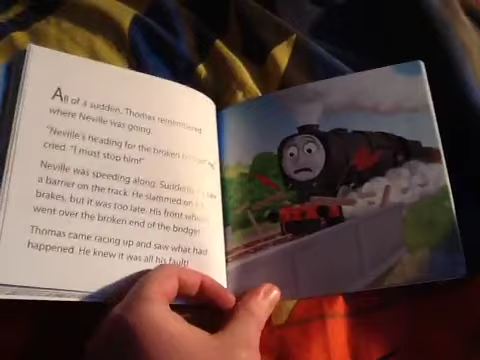 All of a sudden, Thomas remembered
where Neville was going.
"Neville's heading for the broken
cried. "I must stop him!"
Neville was speeding along. Suddenly
a barrier on the track. He slammed on
brakes, but it was too late. His front
went over the broken end of the bridge!
Thomas came racing up and saw what had
happened. He knew it was all his fault!